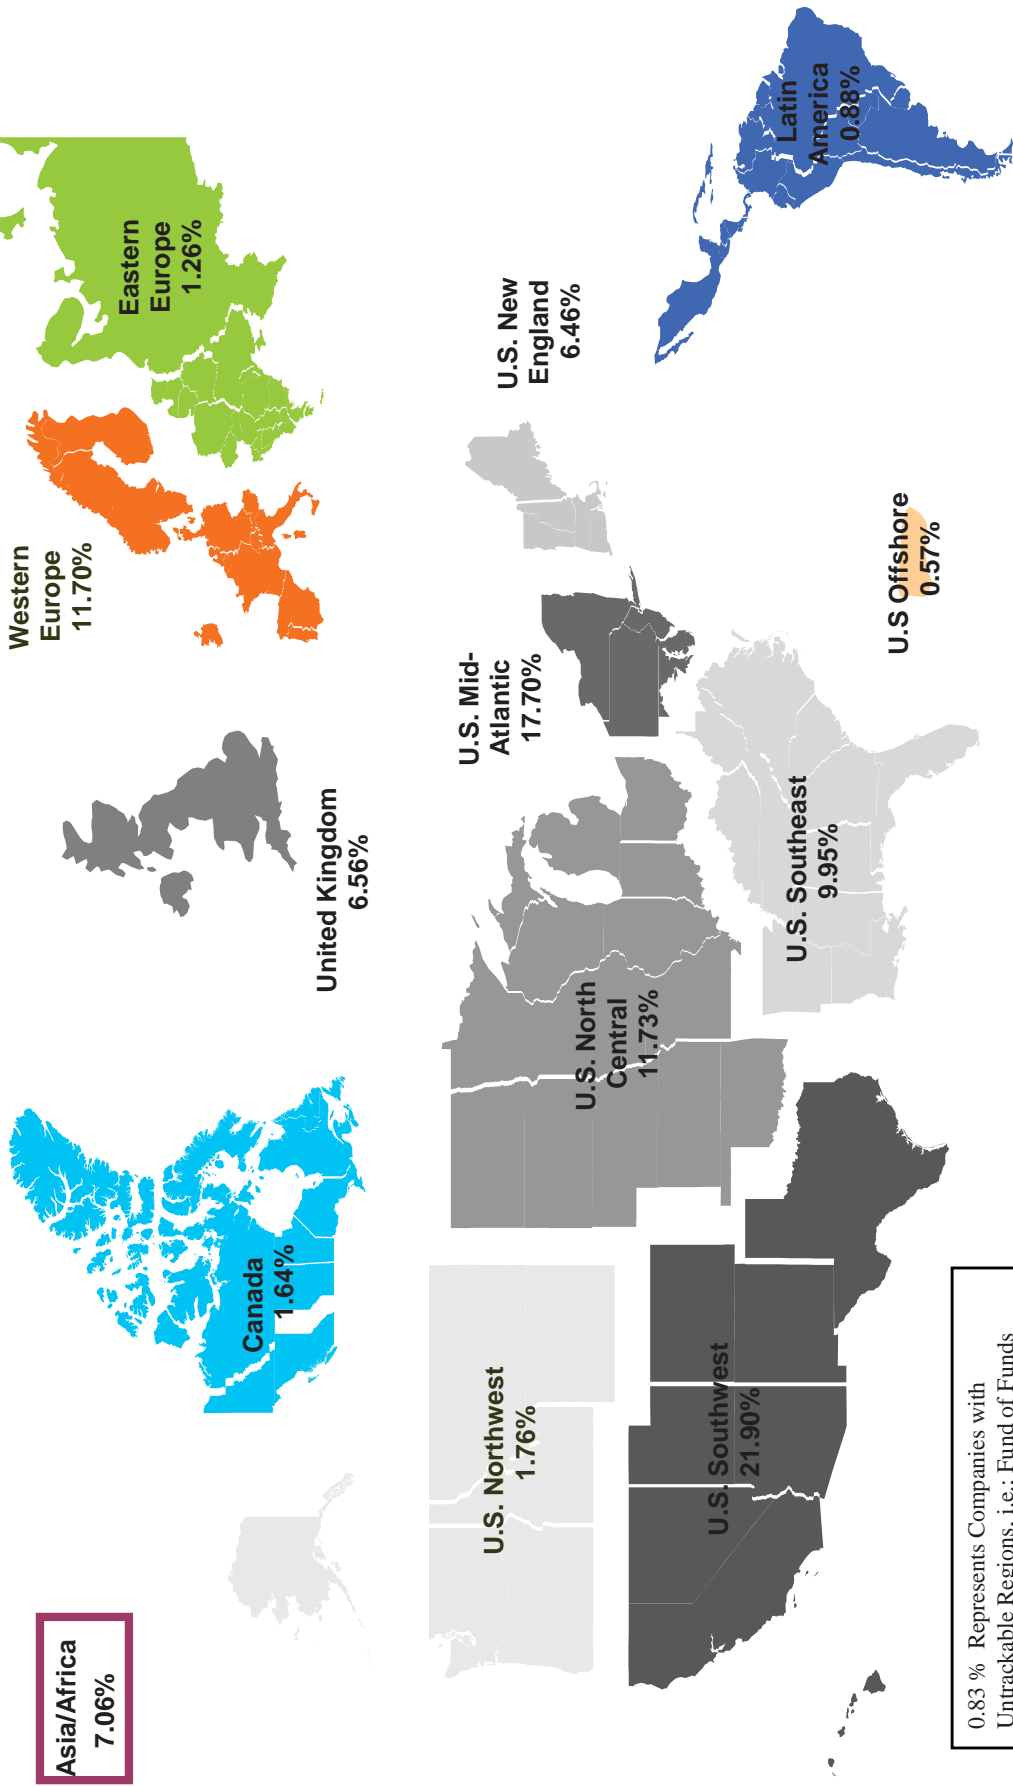 Asia/Africa
7.06%
Canada
1.64%
United Kingdom
6.56%
Western
Europe
11.70%
Eastern
Europe
1.26%
U.S. Northwest
1.76%
U.S. North
Central
11.73%
U.S. Mid-
Atlantic
17.70%
U.S. New
England
6.46%
U.S. Southwest
21.90%
U.S. Southeast
9.95%
U.S Offshore
0.57%
Latin
America
0.88%
0.83 % Represents Companies with
Untrackable Regions, i.e.: Fund of Funds